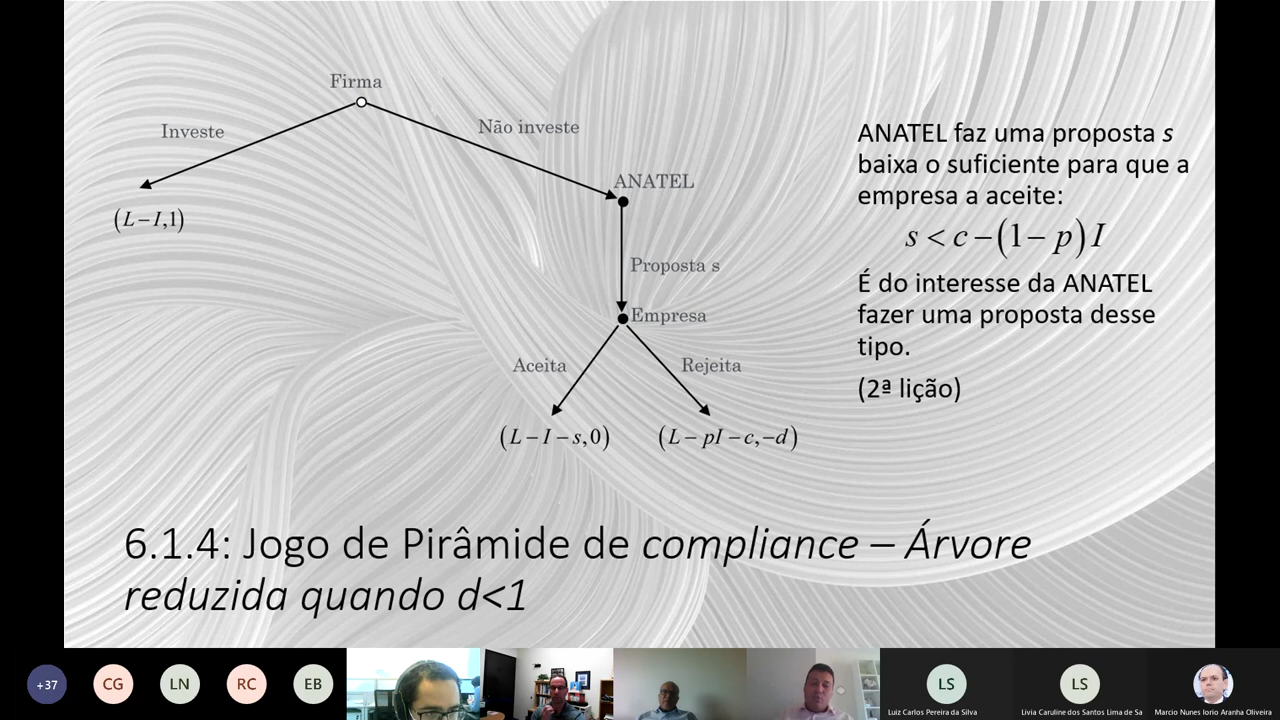 Firma
Investe
Não investe
(L−I,1)
ANATEL
Proposta s
Empresa
Aceita
Rejeita
(L−I−s,0)
(L−pI−c,−d)
ANATEL faz uma proposta s
baixa o suficiente para que a
empresa a aceite:
s < c−(1−p)I
É do interesse da ANATEL
fazer uma proposta desse
tipo.
(2ª lição)
6.1.4: Jogo de Pirâmide de compliance – Árvore
reduzida quando d<1
+37
CG
LN
RC
EB
LS
LS
Luiz Carlos Pereira da Silva
Livia Caruline dos Santos Lima de Sa
Marcio Nunes Iorio Aranha Oliveira